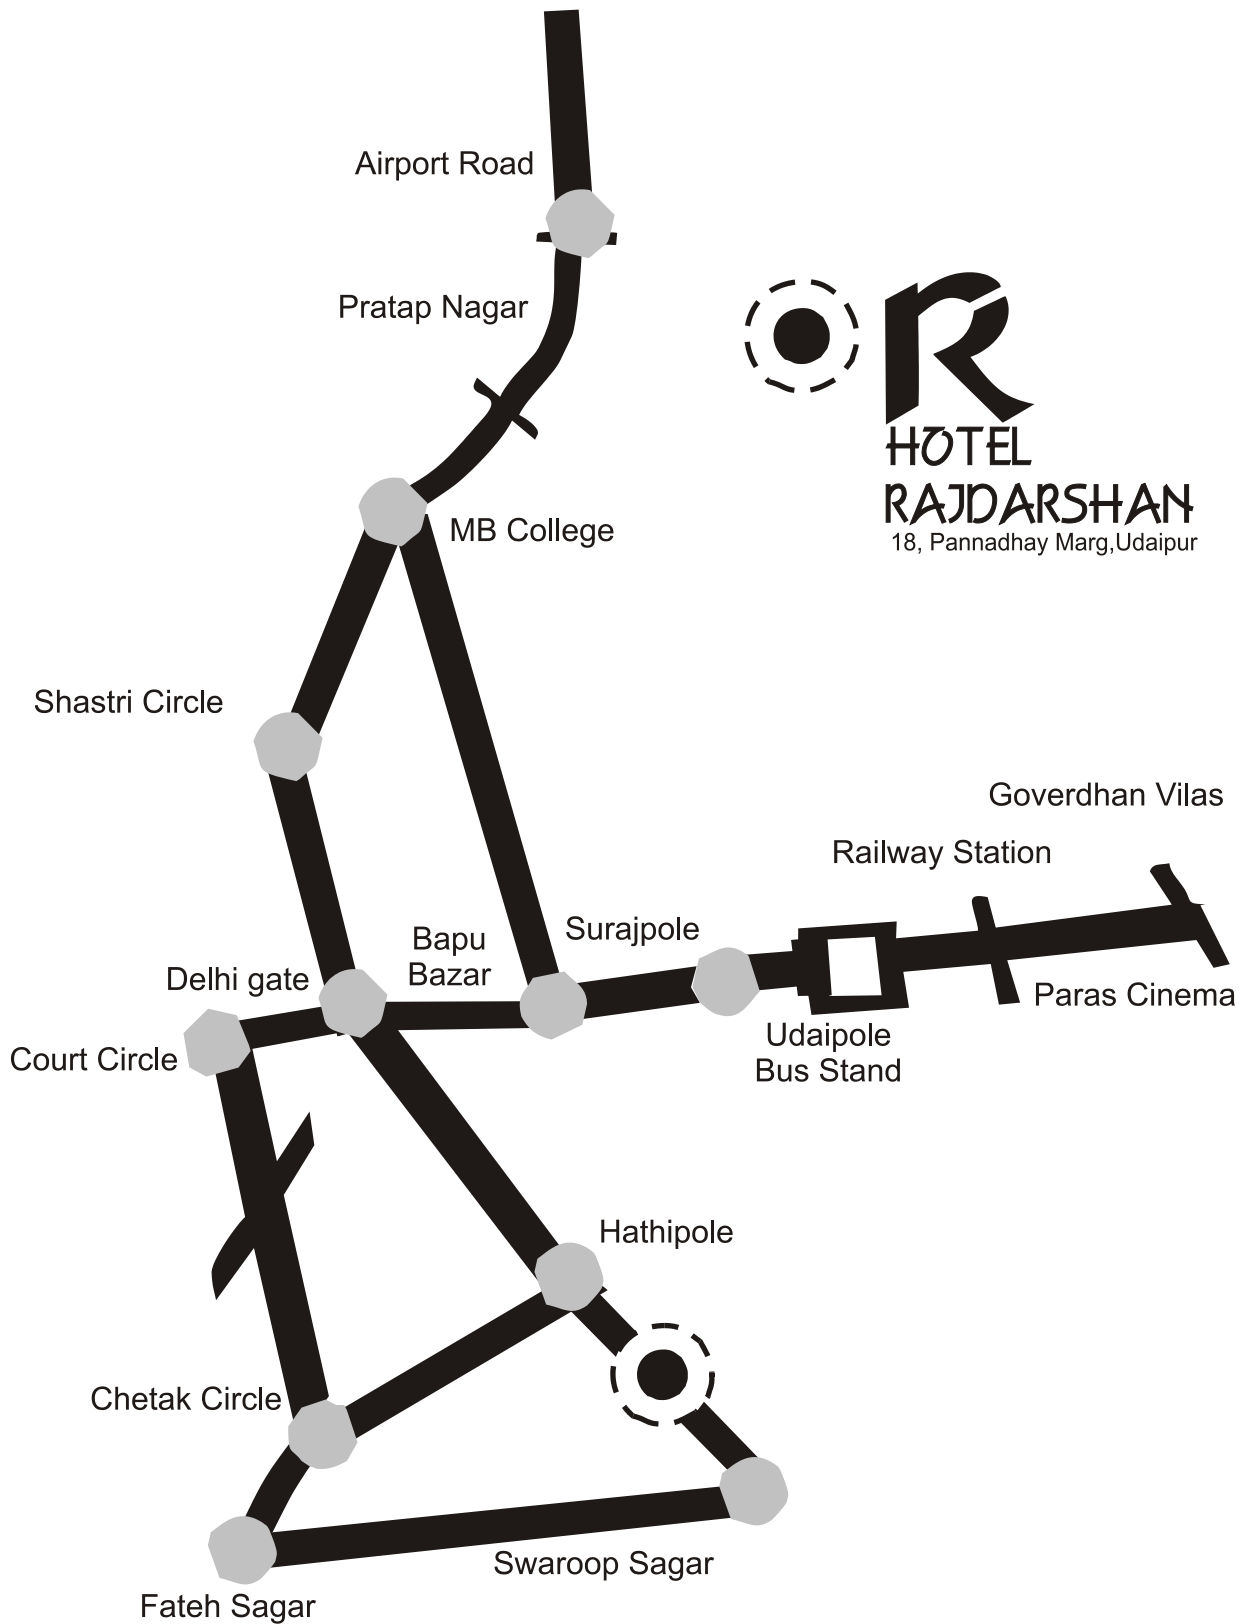 Airport Road
Pratap Nagar
R
HOTEL
RAJDARSHAN
18, Pannadhay Marg,Udaipur
MB College
Shastri Circle
Goverdhan Vilas
Railway Station
Surajpole
Bapu
Bazar
Delhi gate
Paras Cinema
Udaipole
Bus Stand
Court Circle
Hathipole
Chetak Circle
Swaroop Sagar
Fateh Sagar